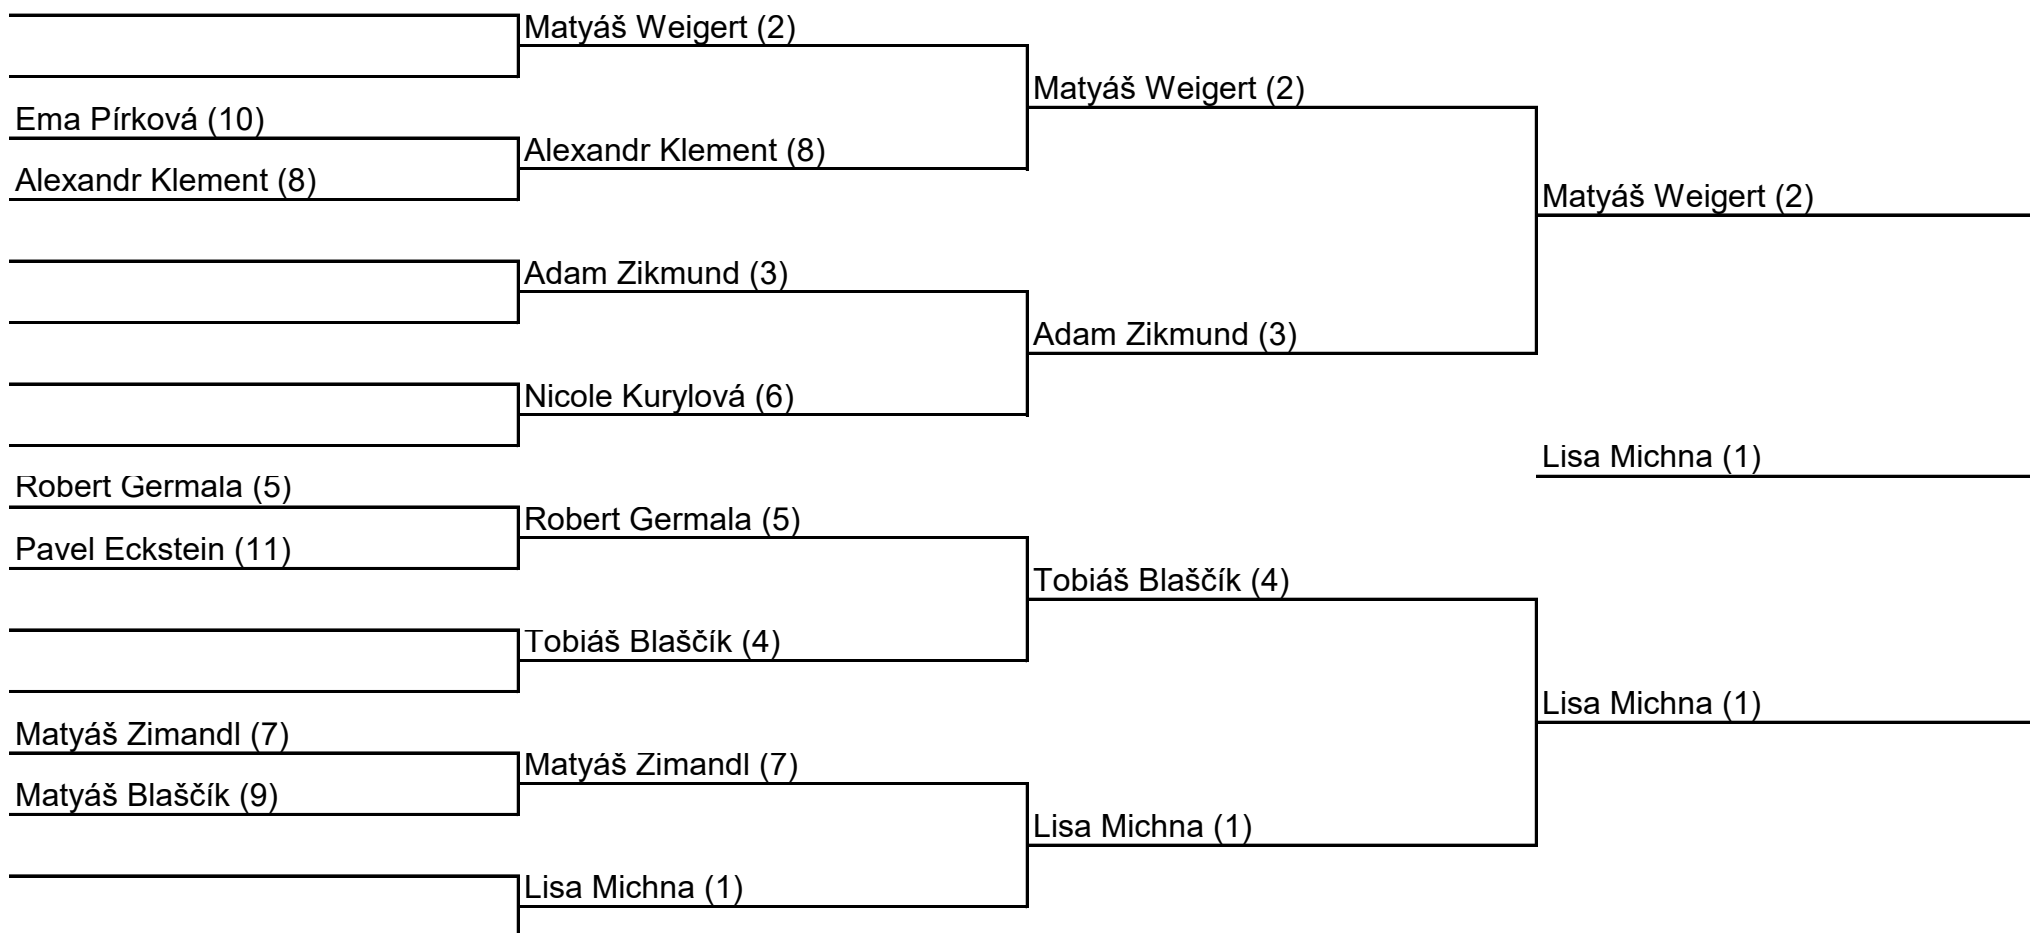 Matyáš Weigert (2)
Matyáš Weigert (2)
Ema Pírková (10)
Alexandr Klement (8)
Alexandr Klement (8)
Matyáš Weigert (2)
Adam Zikmund (3)
Adam Zikmund (3)
Nicole Kurylová (6)
Lisa Michna (1)
Robert Germala (5)
Robert Germala (5)
Pavel Eckstein (11)
Tobiáš Blaščík (4)
Tobiáš Blaščík (4)
Lisa Michna (1)
Matyáš Zimandl (7)
Matyáš Zimandl (7)
Matyáš Blaščík (9)
Lisa Michna (1)
Lisa Michna (1)